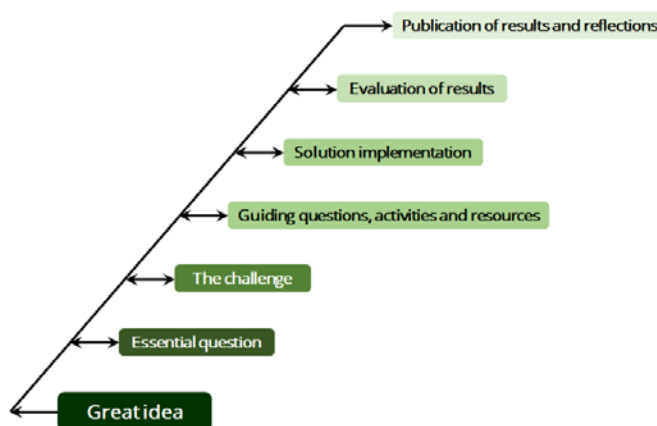 Publication of results and reflections
Evaluation of results
Solution implementation
Guiding questions, activities and resources
The challenge
Essential question
Great idea